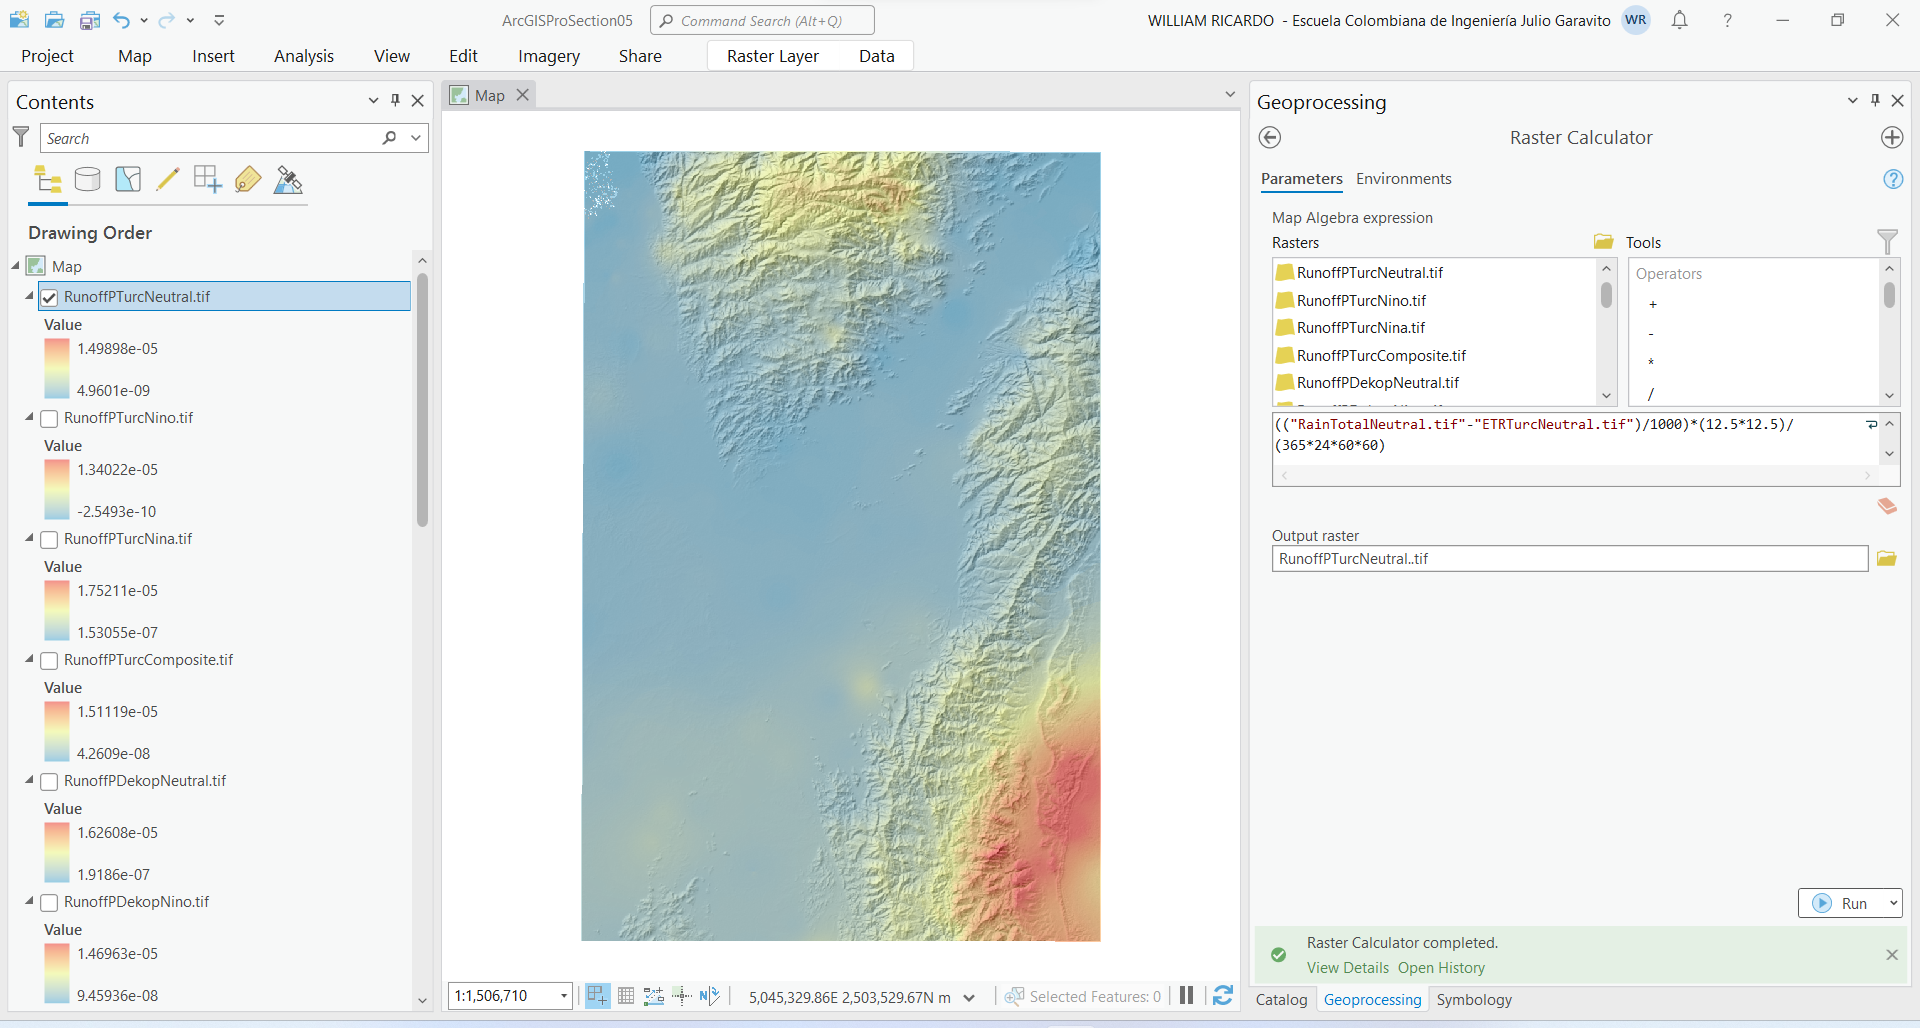 ArcGISProSection05
Command Search (Alt+Q)
WILLIAM RICARDO - Escuela Colombiana de Ingeniería Julio Garavito
WR
?
Project
Map
Insert
Analysis
View
Edit
Imagery
Share
Raster Layer
Data
Contents
Search
Drawing Order
Map
RunoffPTurcNeutral.tif
Value
1.49898e-05
4.9601e-09
RunoffPTurcNino.tif
Value
1.34022e-05
-2.5493e-10
RunoffPTurcNina.tif
Value
1.75211e-05
1.53055e-07
RunoffPTurcComposite.tif
Value
1.51119e-05
4.2609e-08
RunoffPDekopNeutral.tif
Value
1.62608e-05
1.9186e-07
RunoffPDekopNino.tif
Value
1.46963e-05
9.45936e-08
Map
1:1,506,710
5,045,329.86E 2,503,529.67N m
Selected Features: 0
Geoprocessing
Raster Calculator
Parameters
Environments
?
Map Algebra expression
Rasters
Tools
RunoffPTurcNeutral.tif
RunoffPTurcNino.tif
RunoffPTurcNina.tif
RunoffPTurcComposite.tif
RunoffPDekopNeutral.tif
Operators
+
-
*
/
(("RainTotalNeutral.tif"-"ETRTurcNeutral.tif")/1000)*(12.5*12.5)/
(365*24*60*60)
Output raster
RunoffPTurcNeutral..tif
Run
Raster Calculator completed.
View Details Open History
Catalog
Geoprocessing
Symbology